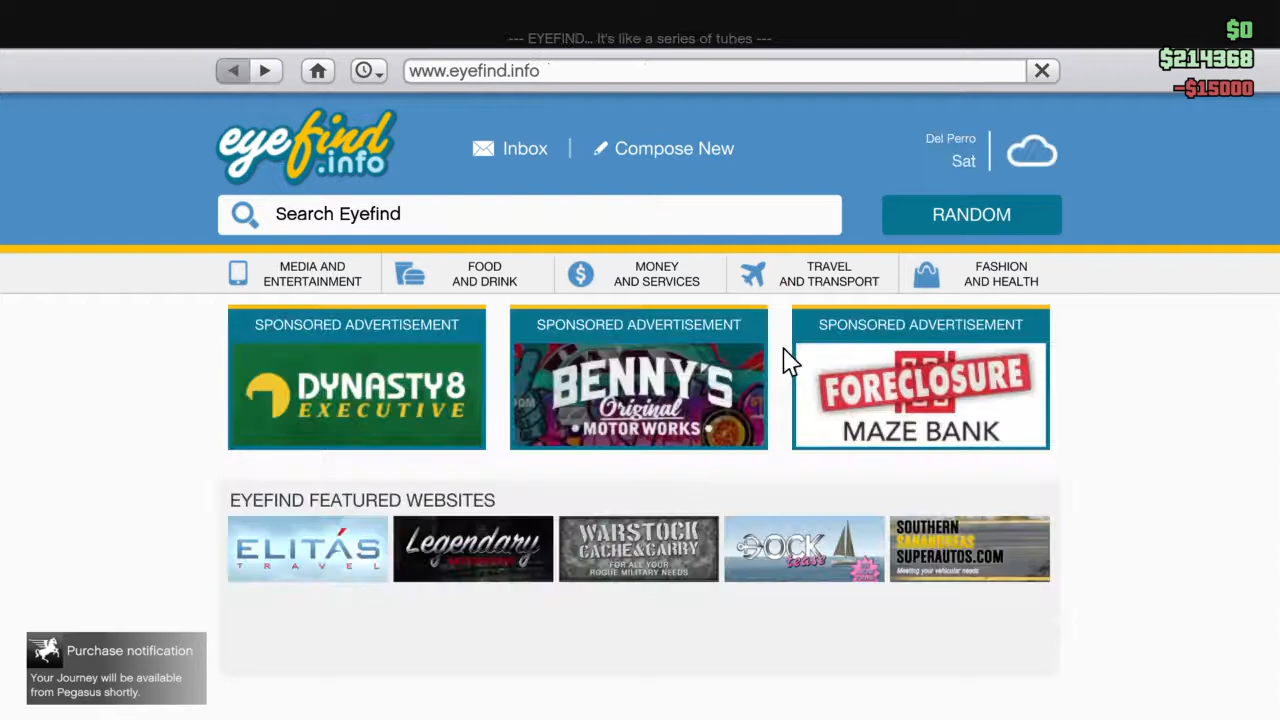 --- EYEFIND... It's like a series of tubes ---
$0
www.eyefind.info
$214368
-$15000
eyefind
.info
Inbox
Compose New
Del Perro
Sat
Search Eyefind
RANDOM
MEDIA AND
ENTERTAINMENT
FOOD
AND DRINK
MONEY
AND SERVICES
TRAVEL
AND TRANSPORT
FASHION
AND HEALTH
SPONSORED ADVERTISEMENT
DYNASTY8
EXECUTIVE
SPONSORED ADVERTISEMENT
BENNY'S
Original
MOTORWORKS
SPONSORED ADVERTISEMENT
FORECLOSURE
MAZE BANK
EYEFIND FEATURED WEBSITES
ELITÁS
TRAVEL
Legendary
WARSTOCK
CACHE&CARRY
FOR ALL YOUR
ROGUE MILITARY NEEDS
DOCK
tease
SOUTHERN
SANANDREAS
SUPERAUTOS.COM
Meeting your vehicular needs
Purchase notification
Your Journey will be available
from Pegasus shortly.